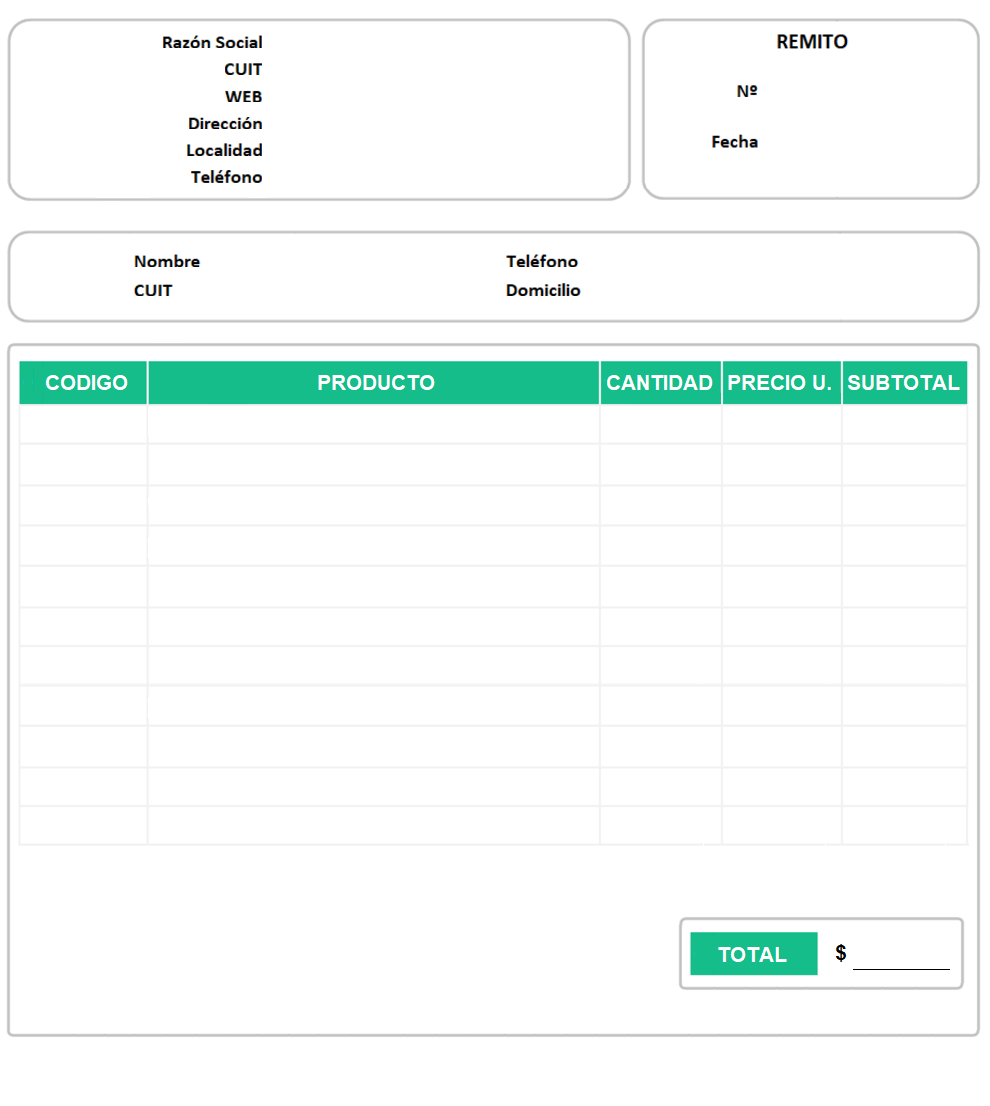 Razón Social
CUIT
WEB
Dirección
Localidad
Teléfono
REMITO
Nº
Fecha
Nombre
CUIT
Teléfono
Domicilio
CODIGO PRODUCTO CANTIDAD PRECIO U. SUBTOTAL
TOTAL $